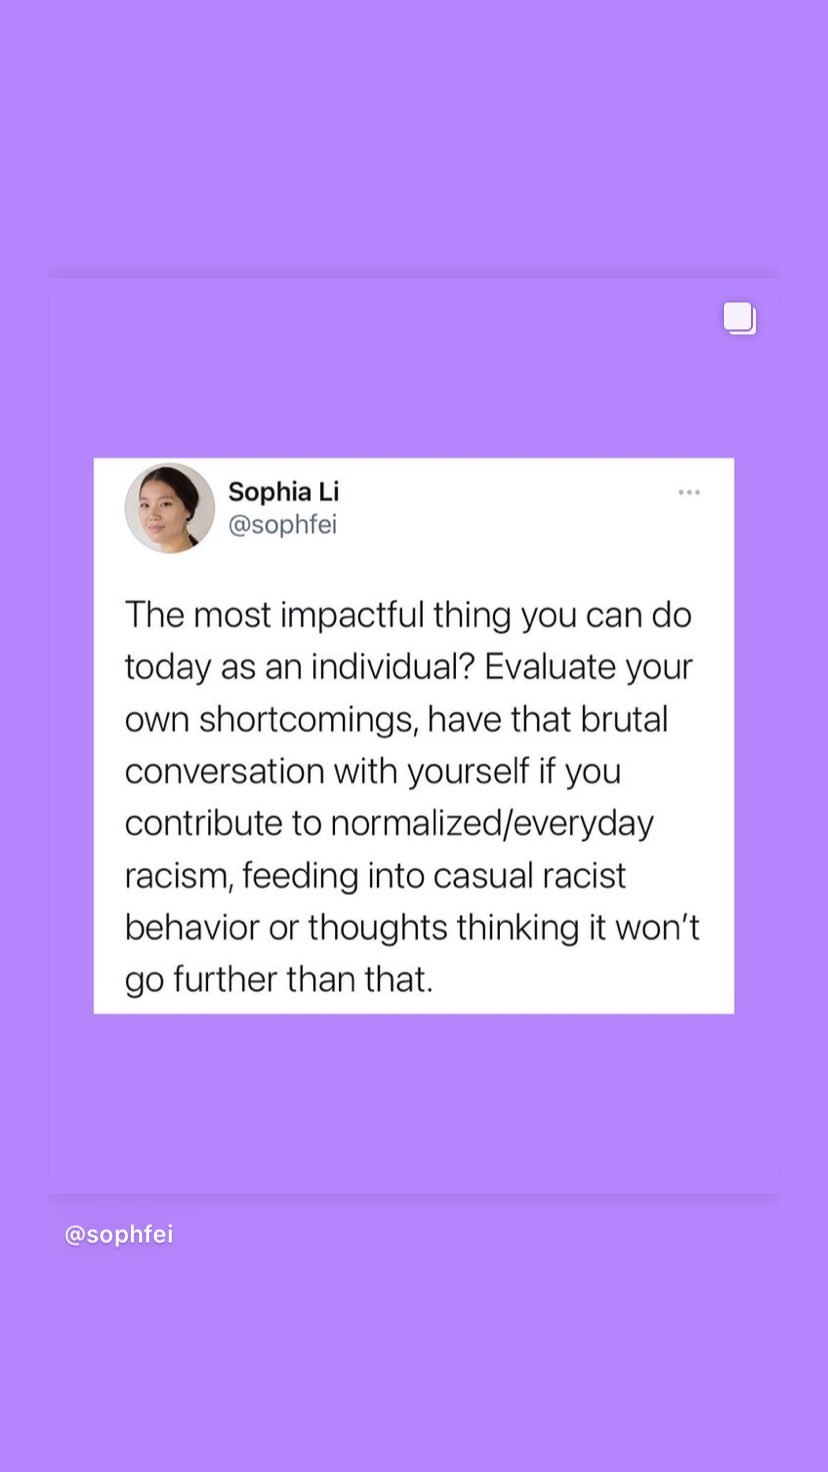 Sophia Li
@sophfei
The most impactful thing you can do
today as an individual? Evaluate your
own shortcomings, have that brutal
conversation with yourself if you
contribute to normalized/everyday
racism, feeding into casual racist
behavior or thoughts thinking it won’t
go further than that.
@sophfei